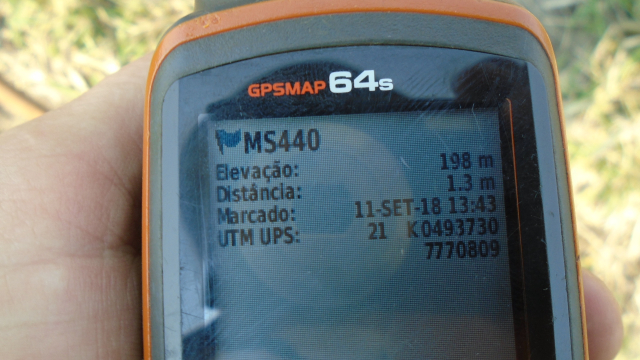 GPSMAP 64s
MS440
Elevação: 198 m
Distância: 1.3 m
Marcado: 11-SET-18 13:43
UTM UPS: 21 K 0493730
7770809